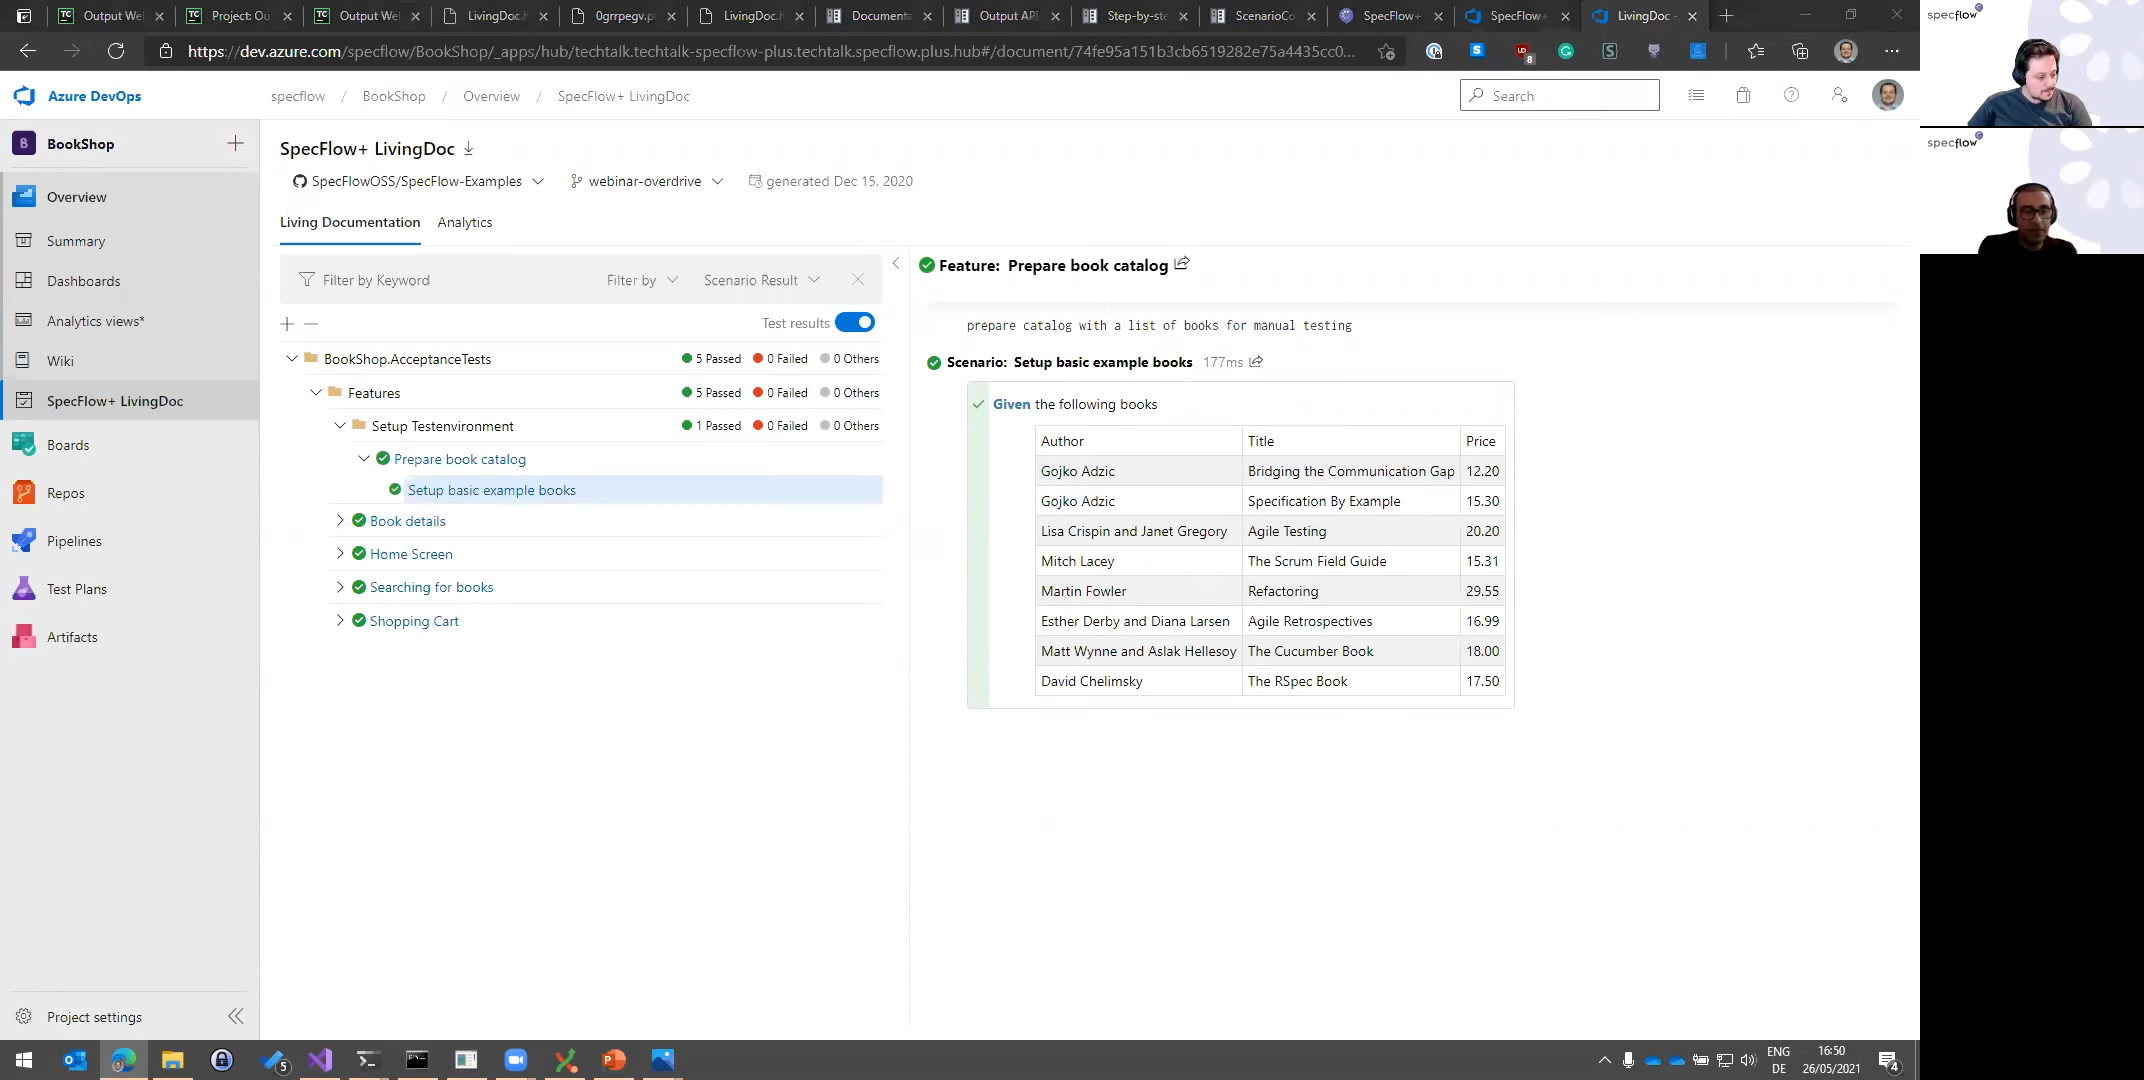 Output We
Project: Ou
Output We
LivingDoc.h
0grrpegv.p
LivingDoc.h
Documenta
Output API
Step-by-ste
ScenarioCo
SpecFlow+
SpecFlow+
LivingDoc -
https://dev.azure.com/specflow/BookShop/_apps/hub/techtalk.techtalk-specflow-plus.techtalk.specflow.plus.hub#/document/74fe95a151b3cb6519282e75a4435cc0...
Azure DevOps
specflow / BookShop / Overview / SpecFlow+ LivingDoc
Search
B BookShop
Overview
Summary
Dashboards
Analytics views*
Wiki
SpecFlow+ LivingDoc
Boards
Repos
Pipelines
Test Plans
Artifacts
Project settings
SpecFlow+ LivingDoc
SpecFlowOSS/SpecFlow-Examples webinar-overdrive generated Dec 15, 2020
Living Documentation Analytics
Filter by Keyword Filter by Scenario Result
Test results
BookShop.AcceptanceTests 5 Passed 0 Failed 0 Others
Features 5 Passed 0 Failed 0 Others
Setup Testenvironment 1 Passed 0 Failed 0 Others
Prepare book catalog
Setup basic example books
Book details
Home Screen
Searching for books
Shopping Cart
Feature: Prepare book catalog
prepare catalog with a list of books for manual testing
Scenario: Setup basic example books 177ms
Given the following books
Author Title Price
Gojko Adzic Bridging the Communication Gap 12.20
Gojko Adzic Specification By Example 15.30
Lisa Crispin and Janet Gregory Agile Testing 20.20
Mitch Lacey The Scrum Field Guide 15.31
Martin Fowler Refactoring 29.55
Esther Derby and Diana Larsen Agile Retrospectives 16.99
Matt Wynne and Aslak Hellesoy The Cucumber Book 18.00
David Chelimsky The RSpec Book 17.50
specflow
specflow
5
ENG
DE
16:50
26/05/2021
4